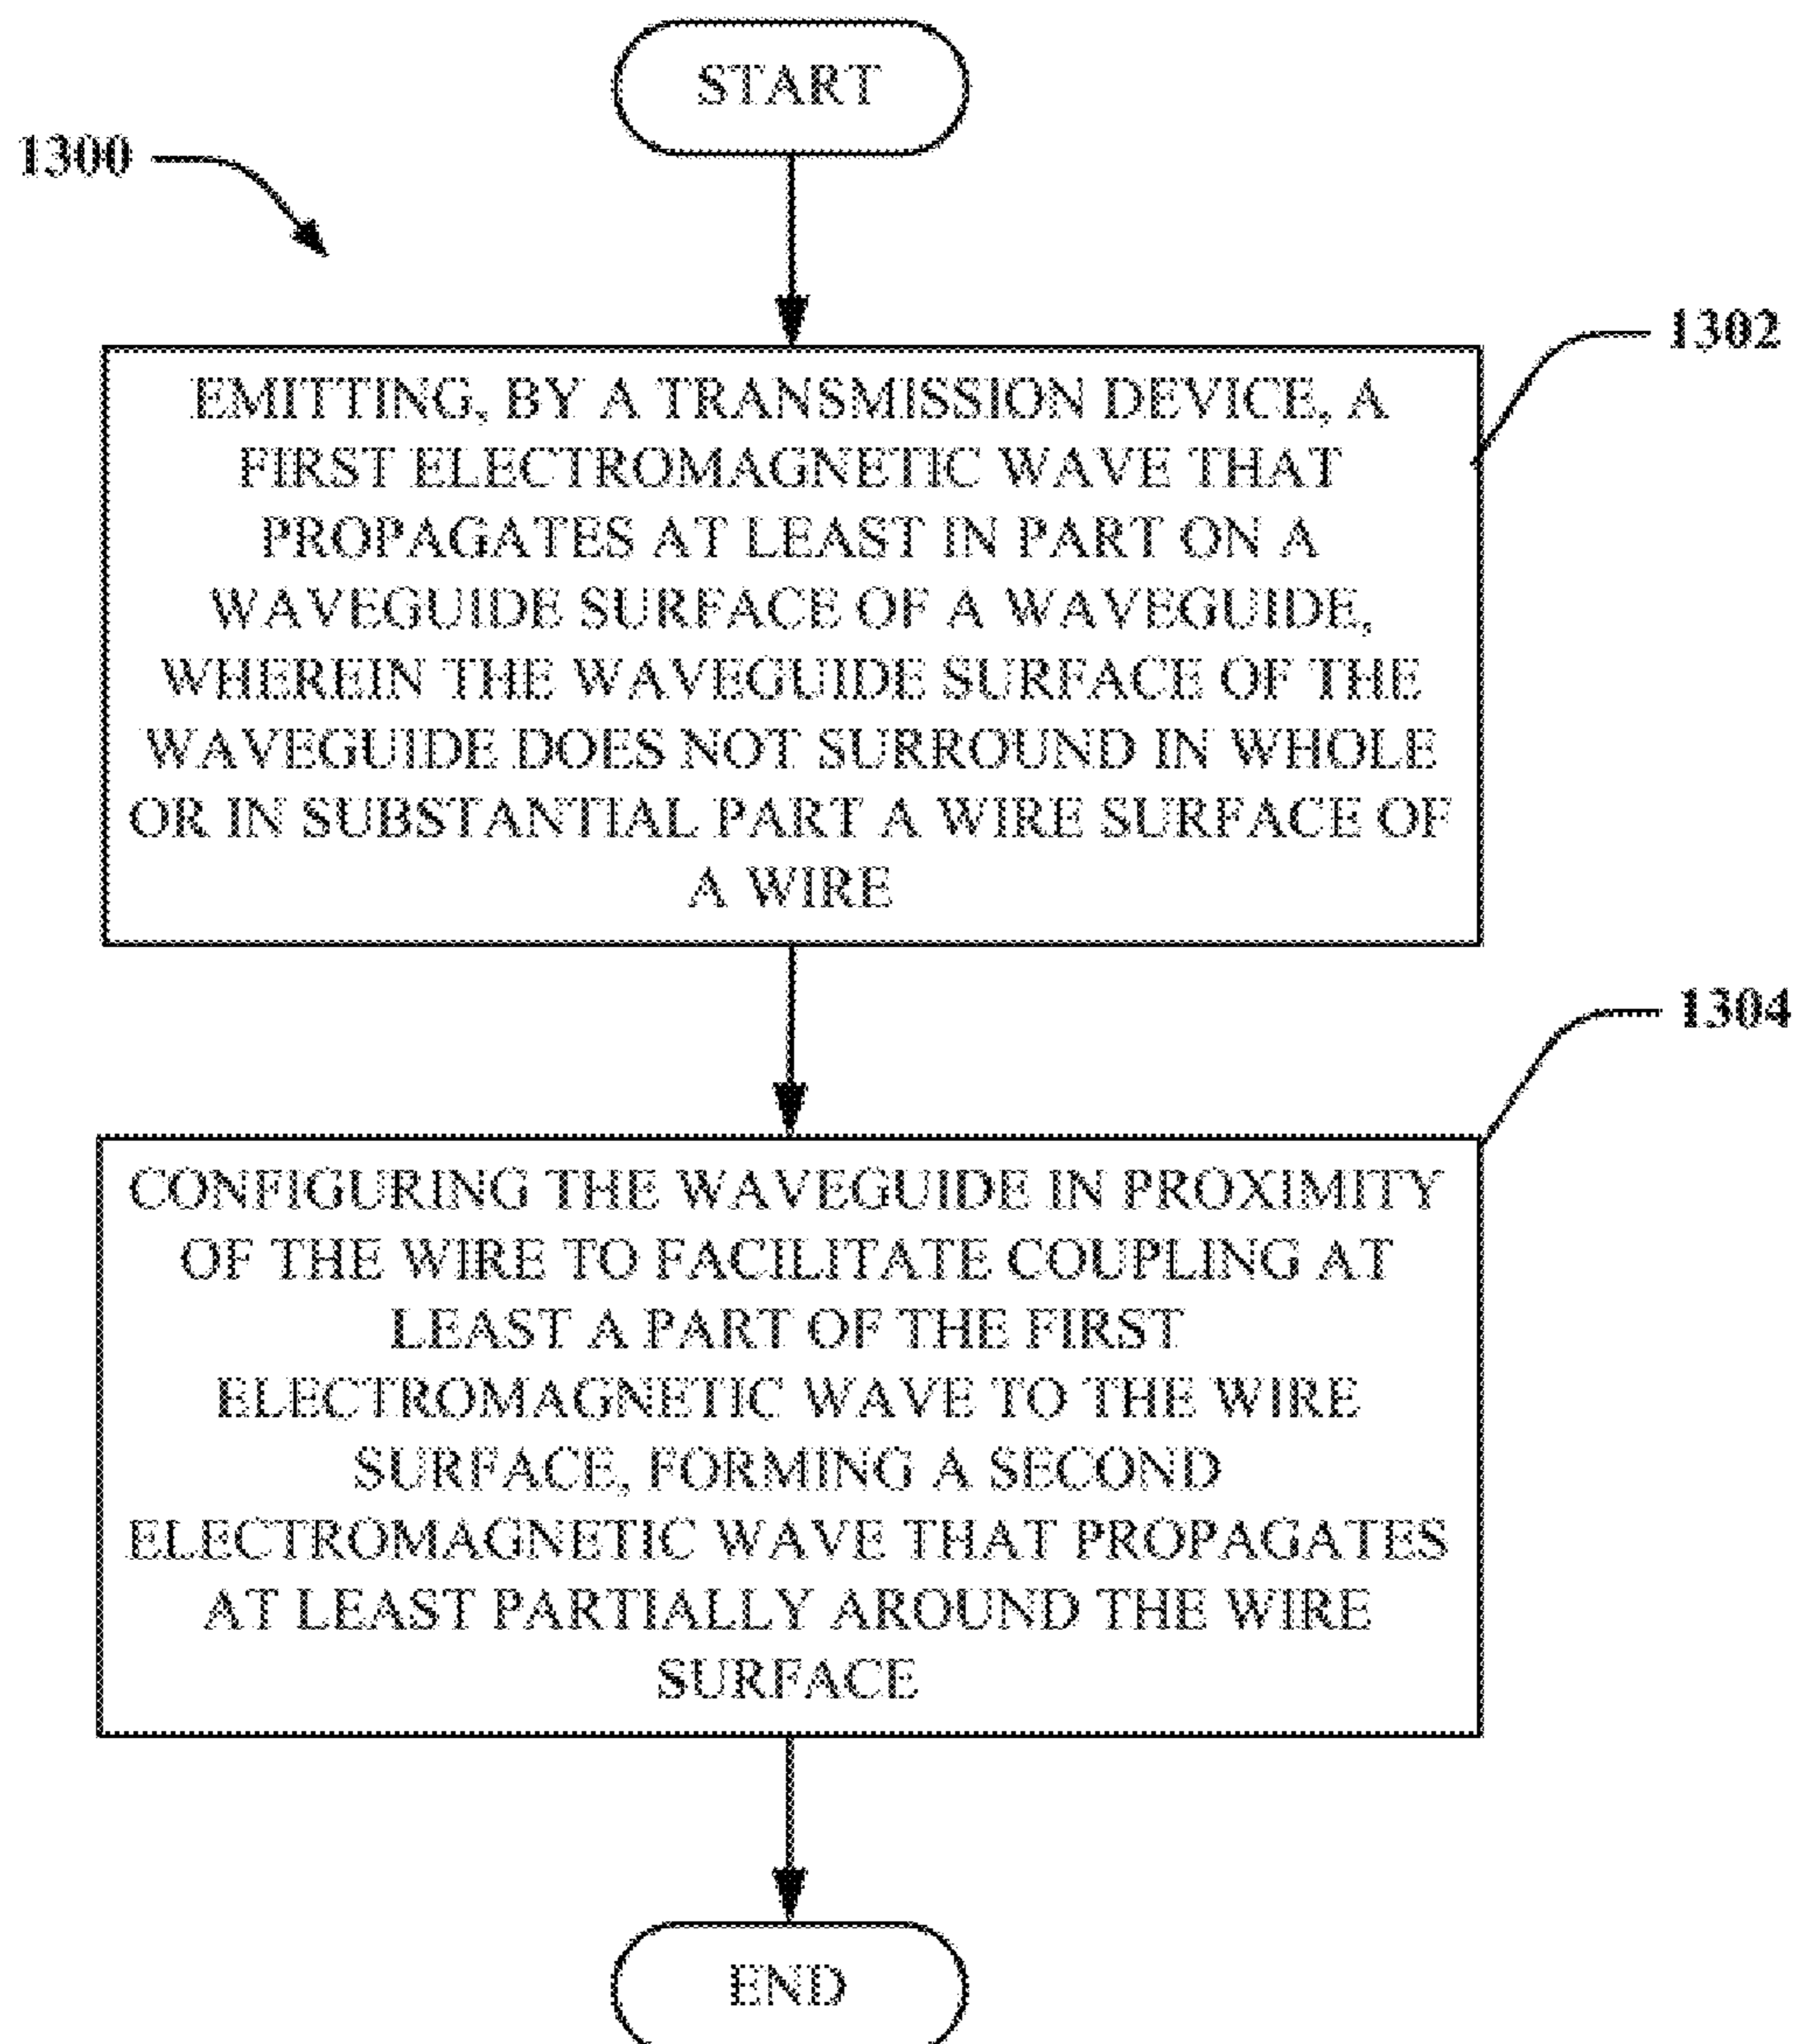 START
1300
1302
EMITTING, BY A TRANSMISSION DEVICE, A
FIRST ELECTROMAGNETIC WAVE THAT
PROPAGATES AT LEAST IN PART ON A
WAVEGUIDE SURFACE OF A WAVEGUIDE,
WHEREIN THE WAVEGUIDE SURFACE OF THE
WAVEGUIDE DOES NOT SURROUND IN WHOLE
OR IN SUBSTANTIAL PART A WIRE SURFACE OF
A WIRE
1304
CONFIGURING THE WAVEGUIDE IN PROXIMITY
OF THE WIRE TO FACILITATE COUPLING AT
LEAST A PART OF THE FIRST
ELECTROMAGNETIC WAVE TO THE WIRE
SURFACE, FORMING A SECOND
ELECTROMAGNETIC WAVE THAT PROPAGATES
AT LEAST PARTIALLY AROUND THE WIRE
SURFACE
END